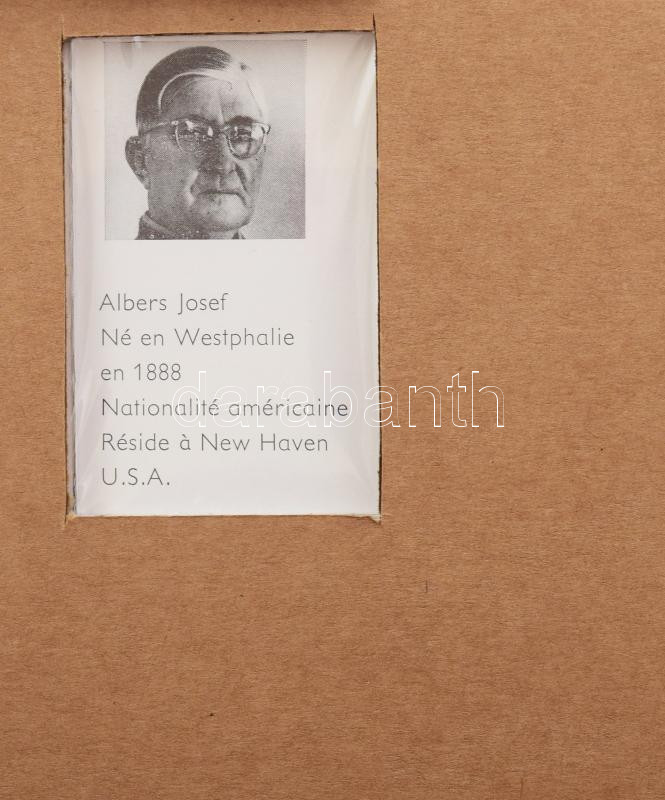 Albers Josef
Né en Westphalie
en 1888
Nationalité américaine
Réside à New Haven
U.S.A.
darabanth